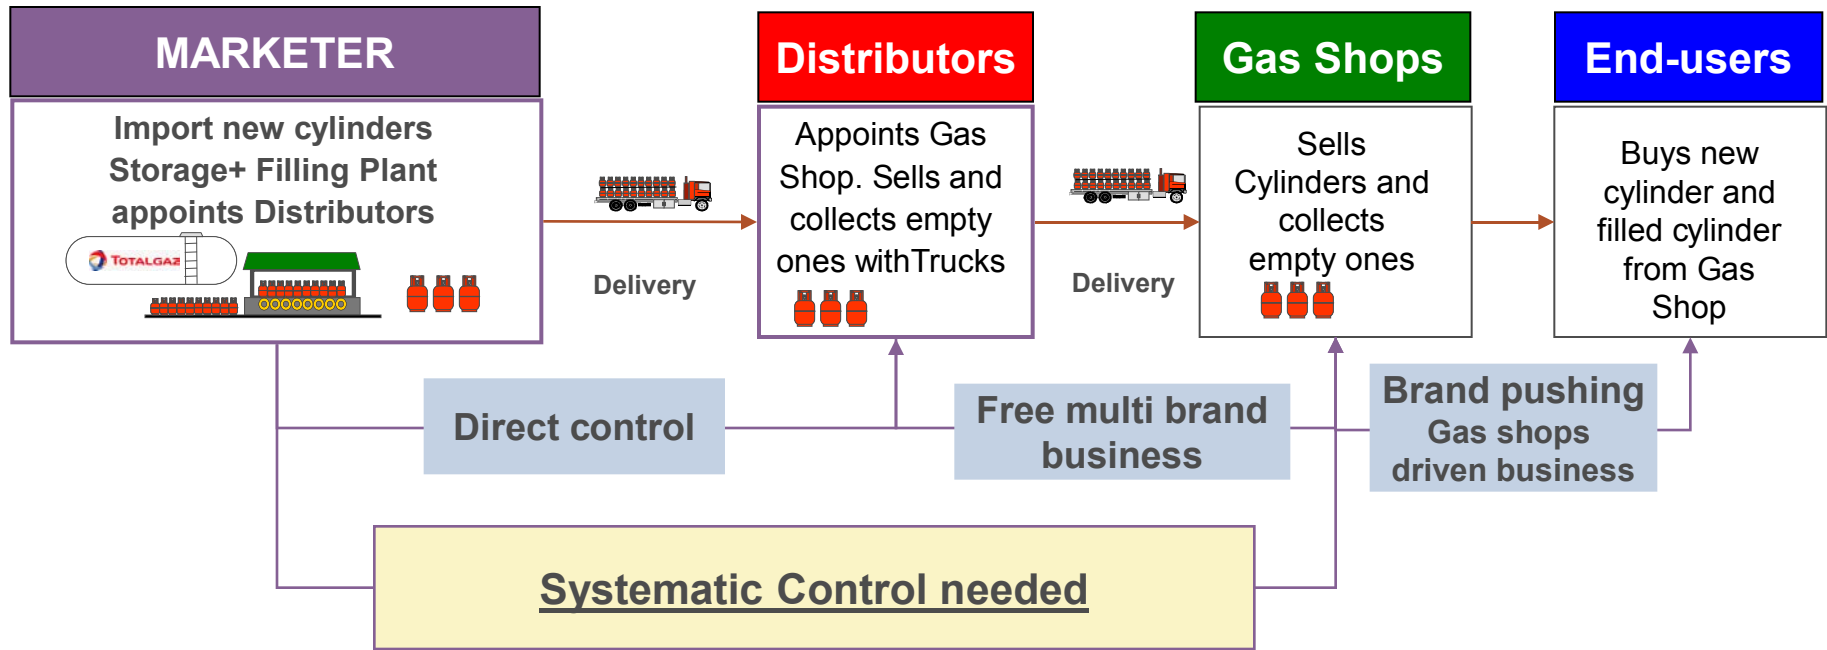 MARKETER
Import new cylinders
Storage+ Filling Plant
appoints Distributors
TOTALGAZ
Delivery
Distributors
Appoints Gas
Shop. Sells and
collects empty
ones withTrucks
Delivery
Gas Shops
Sells
Cylinders and
collects
empty ones
End-users
Buys new
cylinder and
filled cylinder
from Gas
Shop
Direct control
Free multi brand
business
Brand pushing
Gas shops
driven business
Systematic Control needed